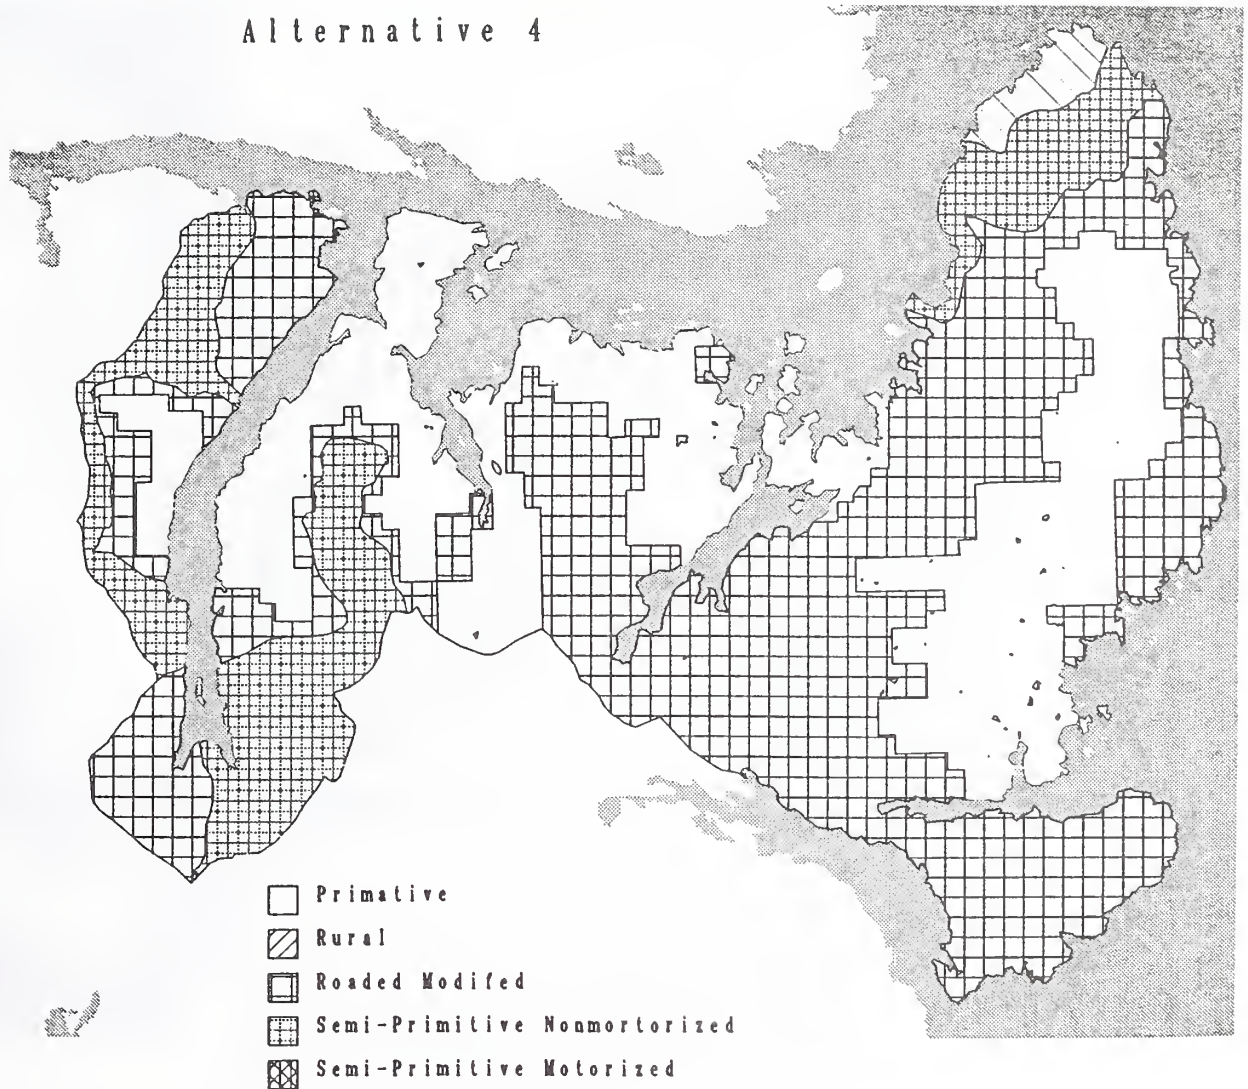 Alternative 4
Primative
Rural
Roaded Modifed
Semi-Primitive Nonmortorized
Semi-Primitive Motorized